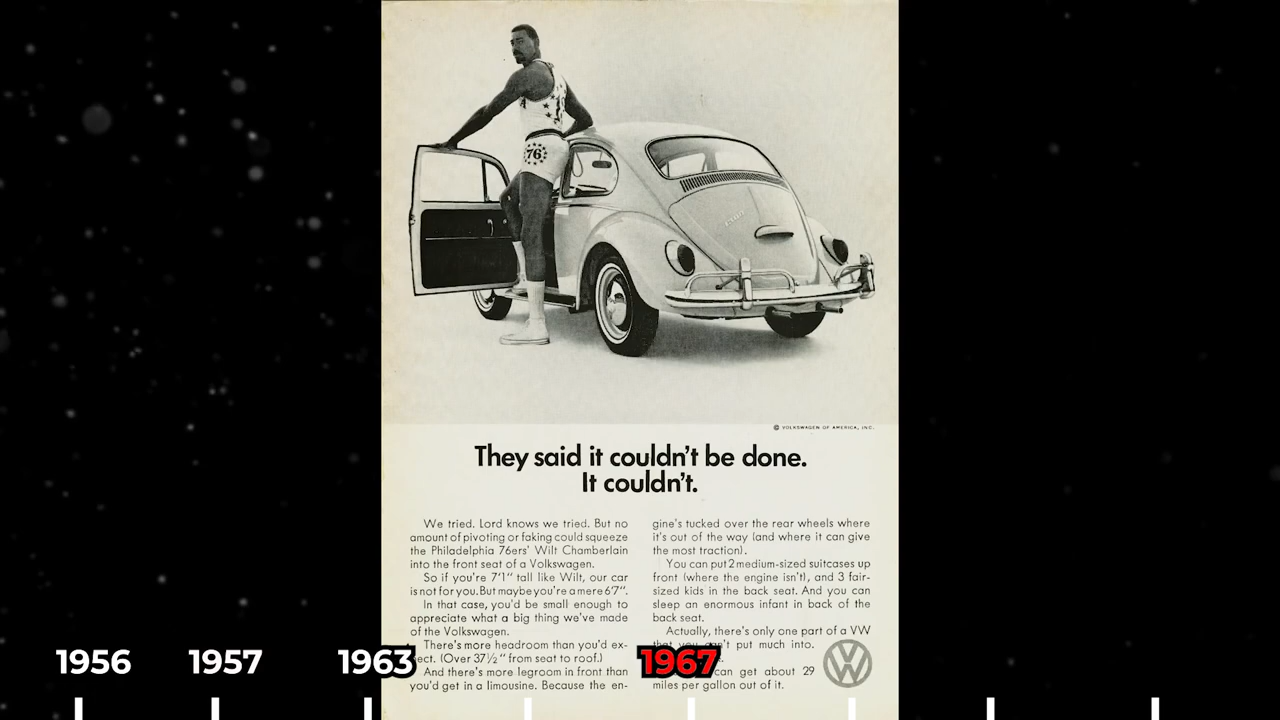 76
© VOLKSWAGEN OF AMERICA, INC.
They said it couldn't be done.
It couldn't.
We tried. Lord knows we tried. But no
amount of pivoting or faking could squeeze
the Philadelphia 76ers' Wilt Chamberlain
into the front seat of a Volkswagen.
So if you're 7'1" tall like Wilt, our car
is not for you. But maybe you're a mere 6'7".
In that case, you'd be small enough to
appreciate what a big thing we've made
of the Volkswagen.
There's more headroom than you'd ex-
ect. (Over 37½" from seat to roof.)
And there's more legroom in front than
you'd get in a limousine. Because the en-
gine's tucked over the rear wheels where
it's out of the way (and where it can give
the most traction).
You can put 2 medium-sized suitcases up
front (where the engine isn't), and 3 fair-
sized kids in the back seat. And you can
sleep an enormous infant in back of the
back seat.
Actually, there's only one part of a VW
that you can't put much into.
can get about 29
miles per gallon out of it.
VW
1956
1957
1963
1967